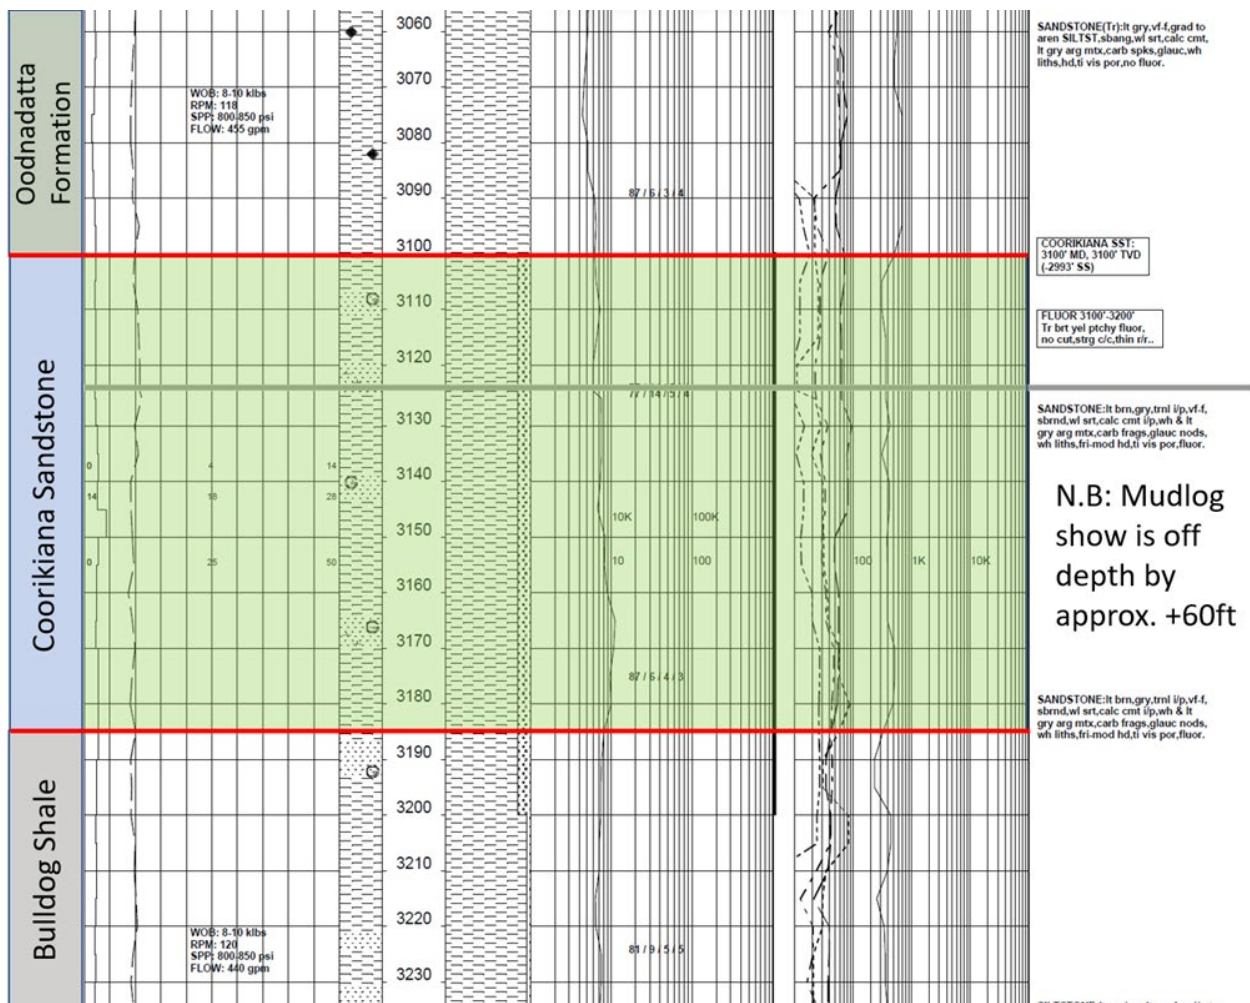 Oodnadatta
Formation
Coorikiana Sandstone
Bulldog Shale
WOB: 8-10 klbs
RPM: 118
SPP: 800-850 psi
FLOW: 455 gpm
0 4 14
14 16 28
0 25 50
WOB: 8-10 klbs
RPM: 120
SPP: 800-850 psi
FLOW: 440 gpm
G
G
G
G
3060
3070
3080
3090
3100
3110
3120
3130
3140
3150
3160
3170
3180
3190
3200
3210
3220
3230
87 / 6 / 3 / 4
77 / 14 / 5 / 4
10K 100K
10 100
87 / 6 / 4 / 3
81 / 9 / 5 / 5
100 1K 10K
SANDSTONE(Tr):lt gry,vf-f,grad to
aren SILTST,sbang,wl srt,calc cmt,
lt gry arg mtx,carb spks,glauc,wh
liths,hd,ti vis por,no fluor.
COORIKIANA SST:
3100' MD, 3100' TVD
(-2993' SS)
FLUOR 3100'-3200'
Tr brt yel ptchy fluor,
no cut,strg c/c,thin r/r..
SANDSTONE:lt brn,gry,trnl i/p,vf-f,
sbrnd,wl srt,calc cmt i/p,wh & lt
gry arg mtx,carb frags,glauc nods,
wh liths,fri-mod hd,ti vis por,fluor.
N.B: Mudlog
show is off
depth by
approx. +60ft
SANDSTONE:lt brn,gry,trnl i/p,vf-f,
sbrnd,wl srt,calc cmt i/p,wh & lt
gry arg mtx,carb frags,glauc nods,
wh liths,fri-mod hd,ti vis por,fluor.